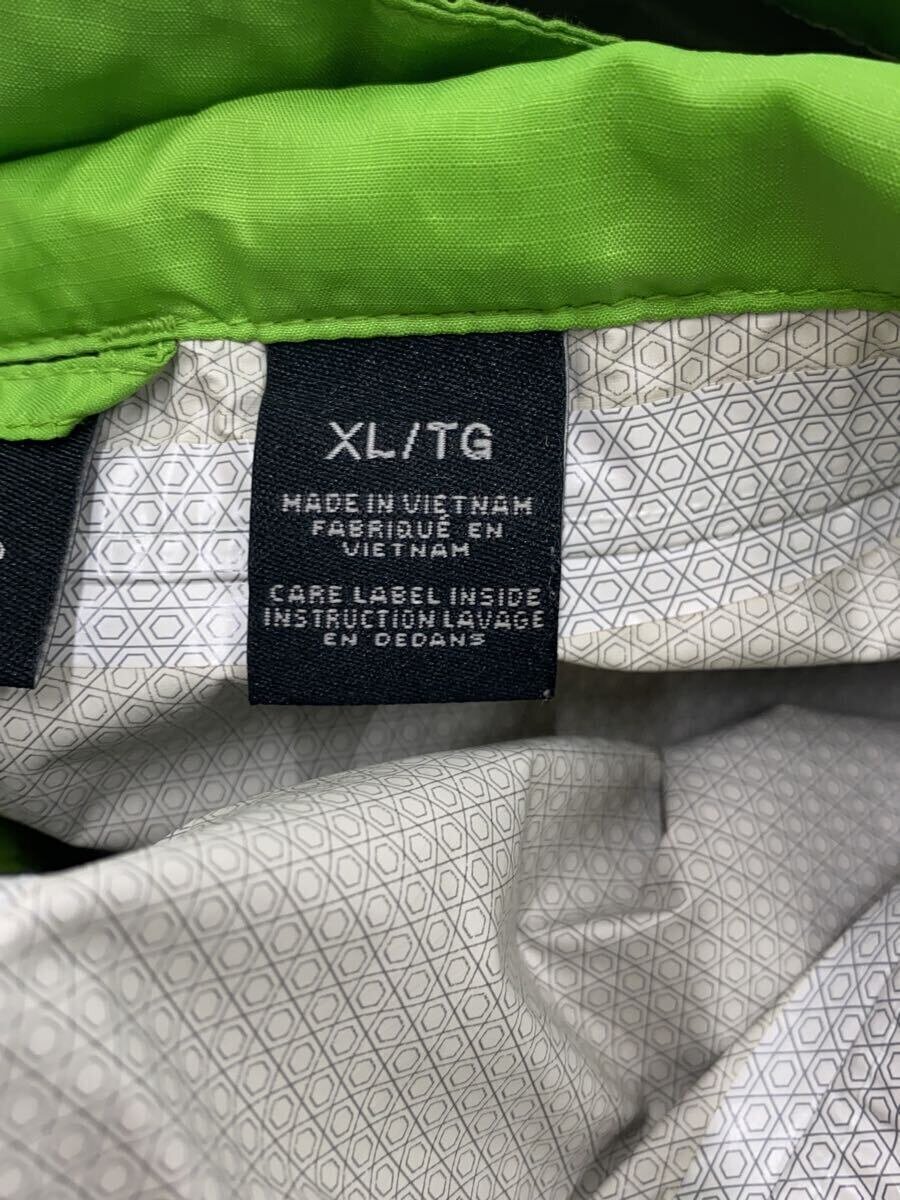 XL/TG
MADE IN VIETNAM
FABRIQUÉ EN
VIETNAM
CARE LABEL INSIDE
INSTRUCTION LAVAGE
EN DEDANS